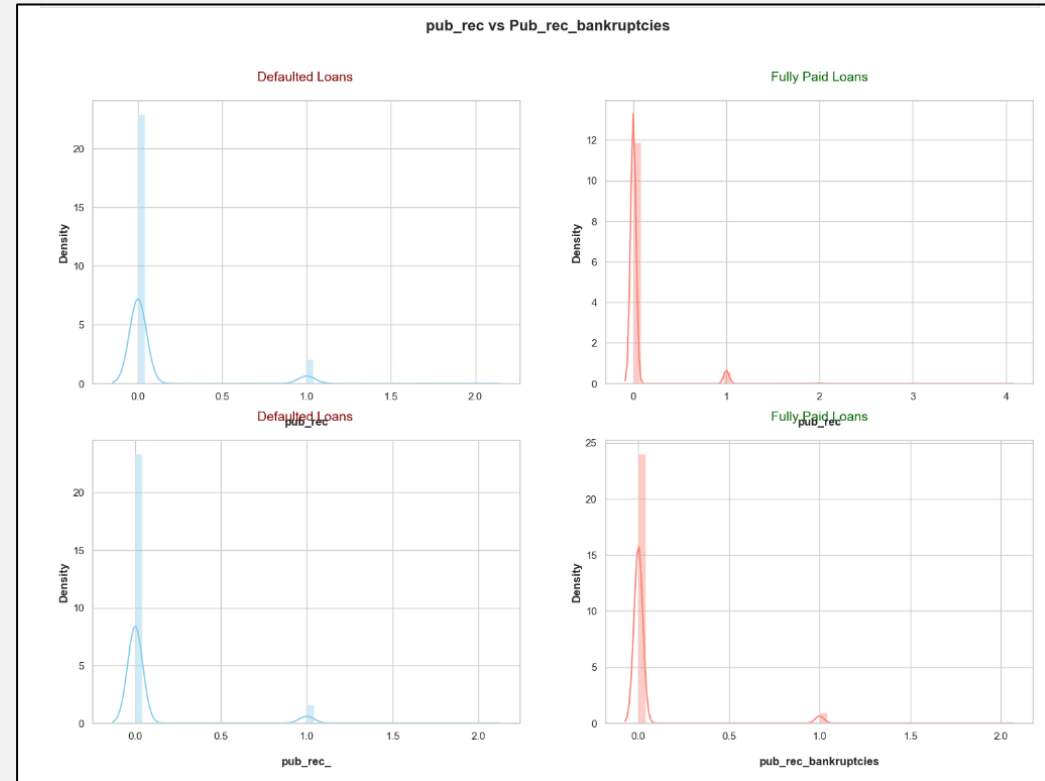 pub_rec vs Pub_rec_bankruptcies
Defaulted Loans
Fully Paid Loans
Density
20
15
10
5
0
0.0 0.5 1.0 1.5 2.0
pub_rec
Density
12
10
8
6
4
2
0
0 1 2 3 4
pub_rec
Defaulted Loans
Fully Paid Loans
Density
20
15
10
5
0
0.0 0.5 1.0 1.5 2.0
pub_rec_
Density
25
20
15
10
5
0
0.0 0.5 1.0 1.5 2.0
pub_rec_bankruptcies